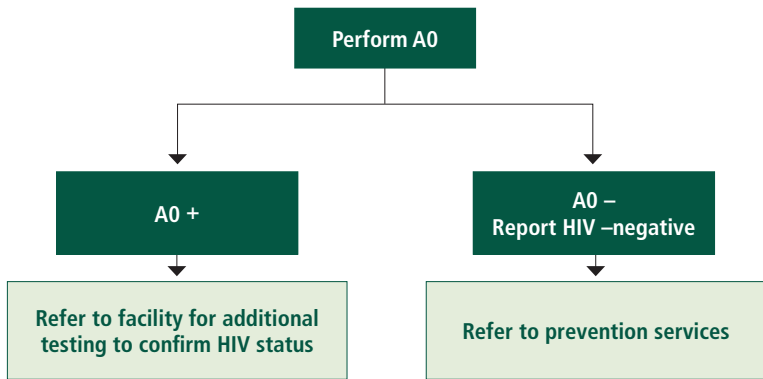 Perform A0
A0 +
A0 –
Report HIV –negative
Refer to facility for additional
testing to confirm HIV status
Refer to prevention services